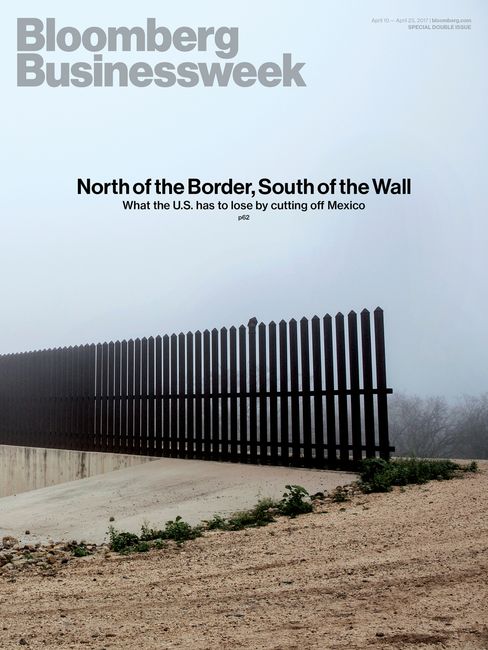 Bloomberg
Businessweek
April 10 — April 23, 2017 | bloomberg.com
SPECIAL DOUBLE ISSUE
North of the Border, South of the Wall
What the U.S. has to lose by cutting off Mexico
p62